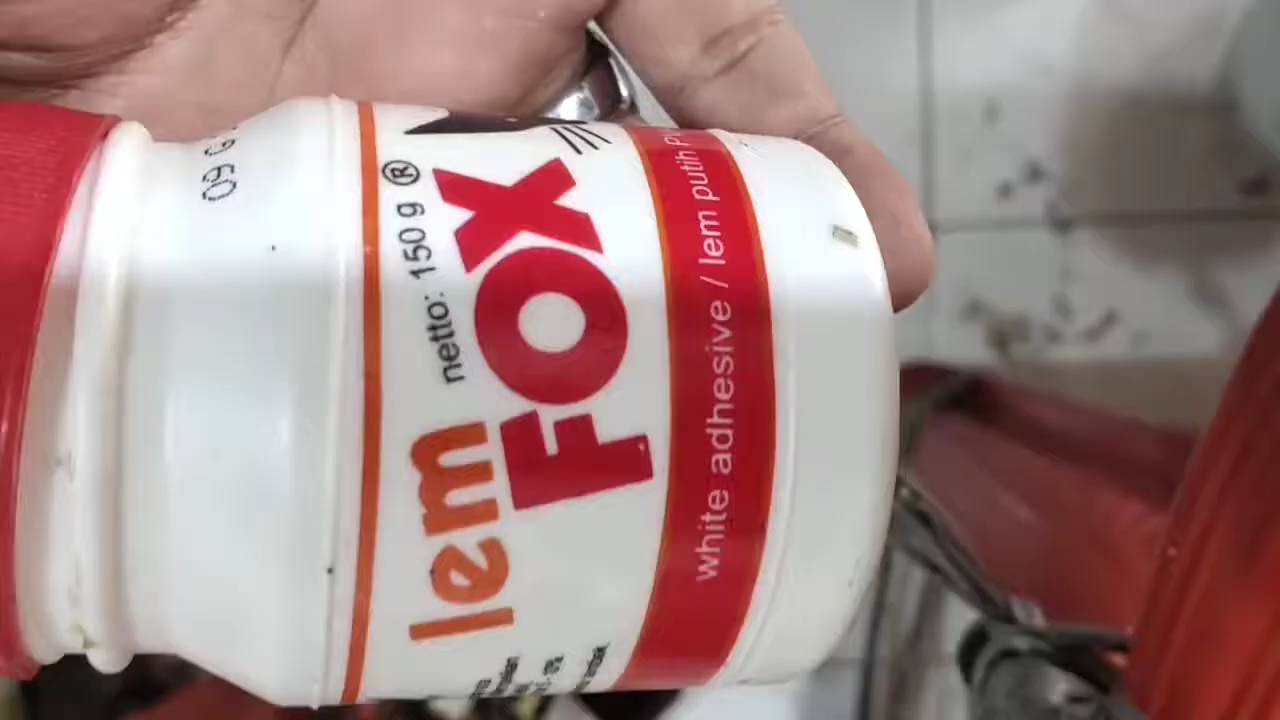 09 G
netto: 150 g ®
lem
FOX
white adhesive / lem putih P